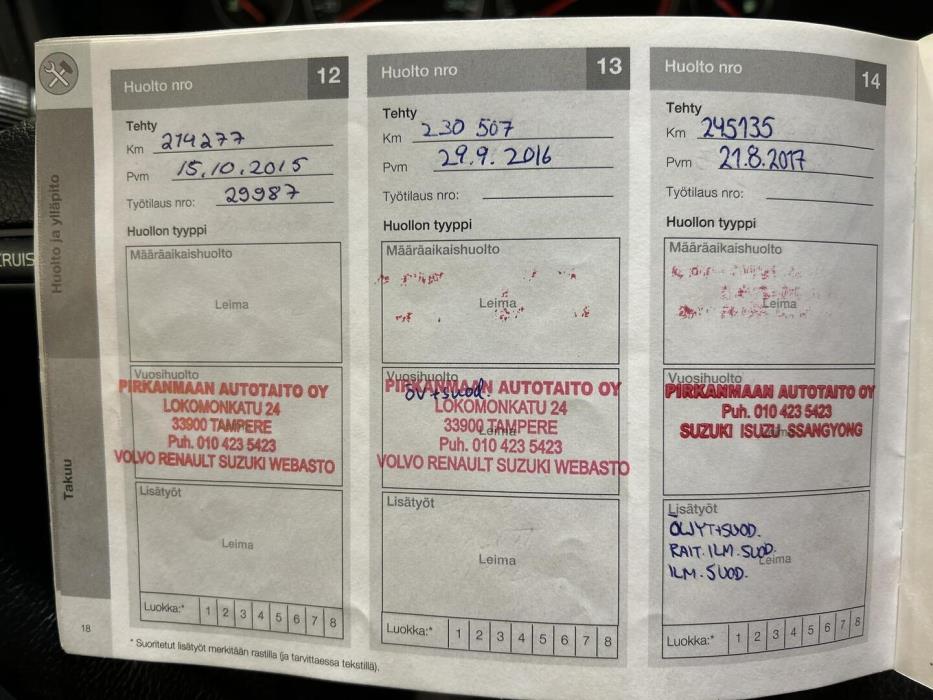 CRUIS
Huolto ja ylläpito
Takuu
18
Huolto nro 12
Tehty
Km 214277
Pvm 15.10.2015
Työtilaus nro: 29987
Huollon tyyppi
Määräaikaishuolto
Leima
Vuosihuolto
PIRKANMAAN AUTOTAITO OY
LOKOMONKATU 24
33900 TAMPERE
Puh. 010 423 5423
VOLVO RENAULT SUZUKI WEBASTO
Lisätyöt
Leima
Luokka:* 1 2 3 4 5 6 7 8
* Suoritetut lisätyöt merkitään rastilla (ja tarvittaessa tekstillä).
Huolto nro 13
Tehty
Km 230 507
Pvm 29.9. 2016
Työtilaus nro:
Huollon tyyppi
Määräaikaishuolto
Leima
Vuosihuolto
ÖV+suod.
PIRKANMAAN AUTOTAITO OY
LOKOMONKATU 24
33900 TAMPERE
Leima
Puh. 010 423 5423
VOLVO RENAULT SUZUKI WEBASTO
Lisätyöt
Leima
Luokka:* 1 2 3 4 5 6 7 8
Huolto nro 14
Tehty
Km 245135
Pvm 21.8.2017
Työtilaus nro:
Huollon tyyppi
Määräaikaishuolto
Leima
Vuosihuolto
PIRKANMAAN AUTOTAITO OY
Puh. 010 423 5423
SUZUKI ISUZU SSANGYONG
Lisätyöt
ÖLJYT+SUOD.
RAIT.ILM.SUOD.
Leima
ILM.SUOD.
Luokka:* 1 2 3 4 5 6 7 8